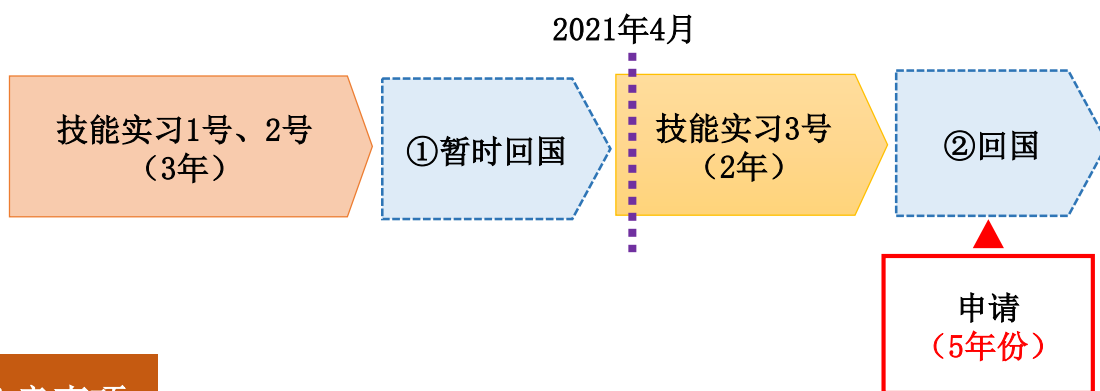 2021年4月
技能实习1号、2号
（3年）
①暂时回国
技能实习3号
（2年）
②回国
申请
（5年份）